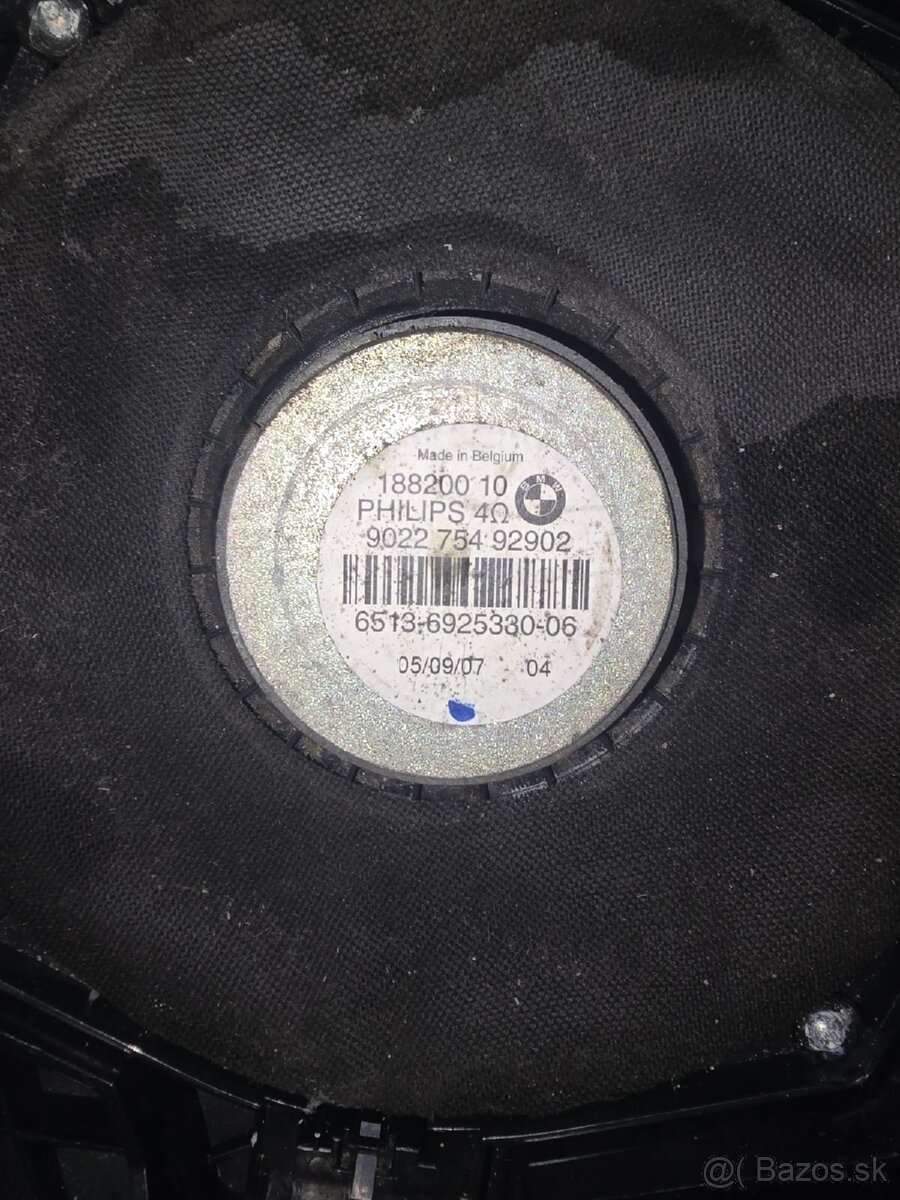 Made in Belgium
188200 10
BMW
PHILIPS 4Ω
9022 754 92902
6513-6925330-06
05/09/07 04
@( Bazos.sk